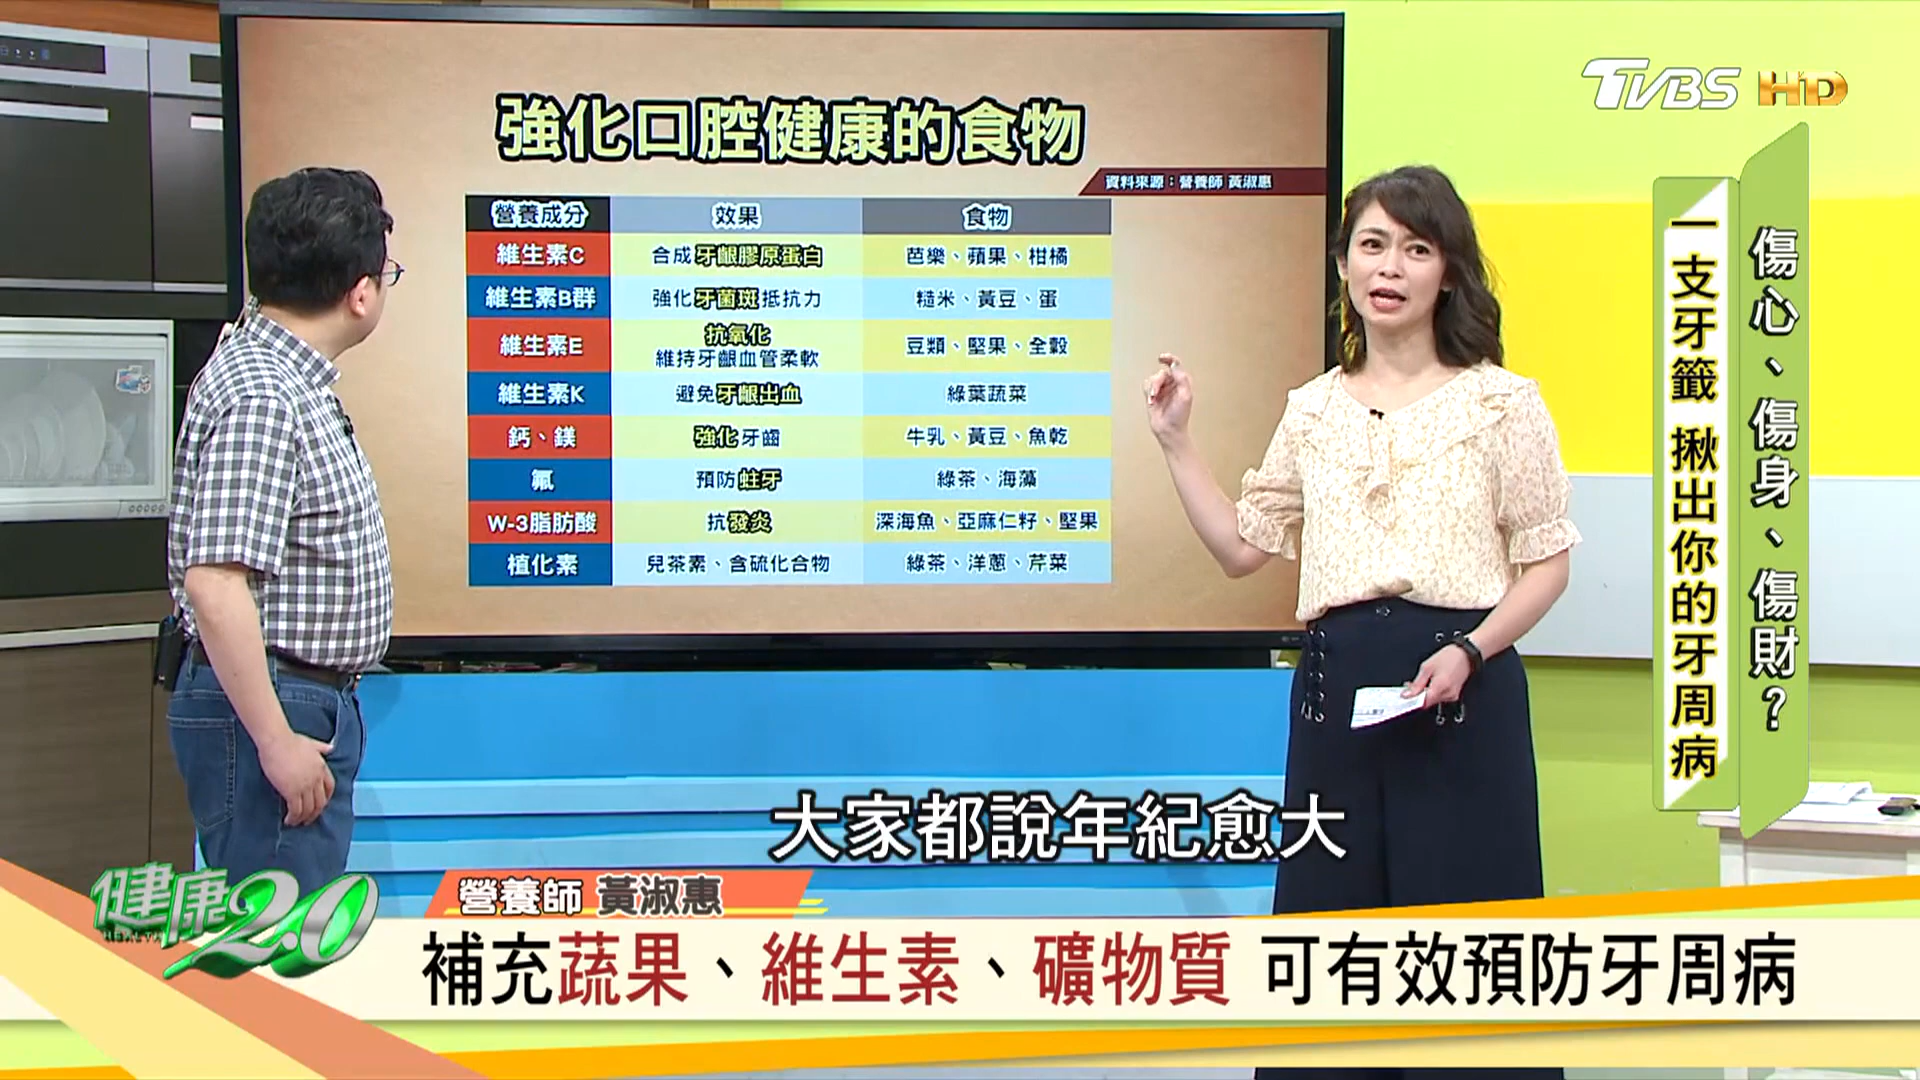 TVBS HD
強化口腔健康的食物
資料來源：營養師 黃淑惠
營養成分 效果 食物
維生素C 合成牙齦膠原蛋白 芭樂、蘋果、柑橘
維生素B群 強化牙菌斑抵抗力 糙米、黃豆、蛋
維生素E 抗氧化 維持牙齦血管柔軟 豆類、堅果、全穀
維生素K 避免牙齦出血 綠葉蔬菜
鈣、鎂 強化牙齒 牛乳、黃豆、魚乾
氟 預防蛀牙 綠茶、海藻
W-3脂肪酸 抗發炎 深海魚、亞麻仁籽、堅果
植化素 兒茶素、含硫化合物 綠茶、洋蔥、芹菜
傷心、傷身、傷財？
一支牙籤 揪出你的牙周病
大家都說年紀愈大
健康2.0
HEALTH
營養師 黃淑惠
補充蔬果、維生素、礦物質 可有效預防牙周病